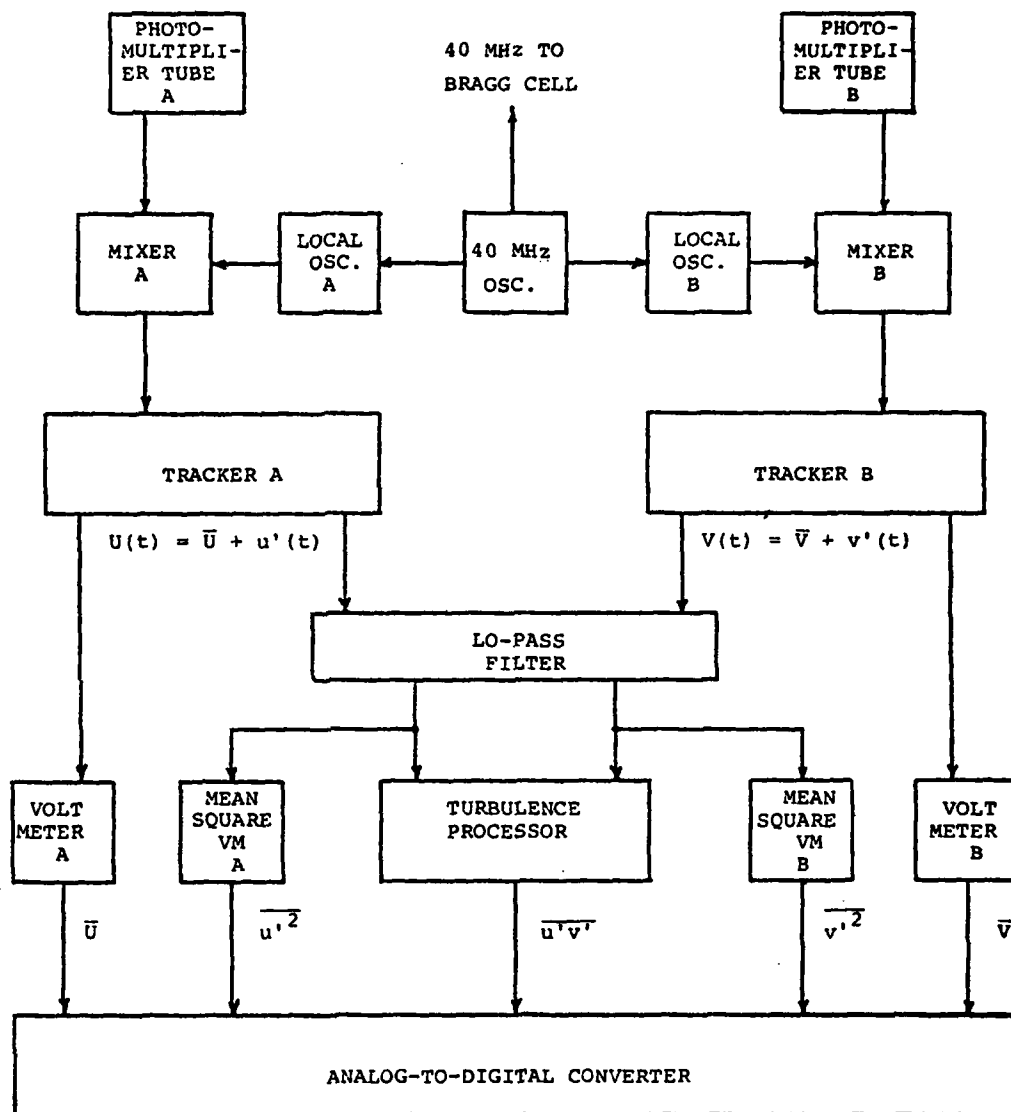 PHOTO-
MULTIPLI-
ER TUBE
A
40 MHz TO
BRAGG CELL
PHOTO-
MULTIPLI-
ER TUBE
B
MIXER
A
LOCAL
OSC.
A
40 MHz
OSC.
LOCAL
OSC.
B
MIXER
B
TRACKER A
TRACKER B
U(t) = U̅ + u'(t)
V(t) = V̅ + v'(t)
LO-PASS
FILTER
VOLT
METER
A
MEAN
SQUARE
VM
A
TURBULENCE
PROCESSOR
MEAN
SQUARE
VM
B
VOLT
METER
B
U̅
u'²̅
u'v'̅
v'²̅
V̅
ANALOG-TO-DIGITAL CONVERTER